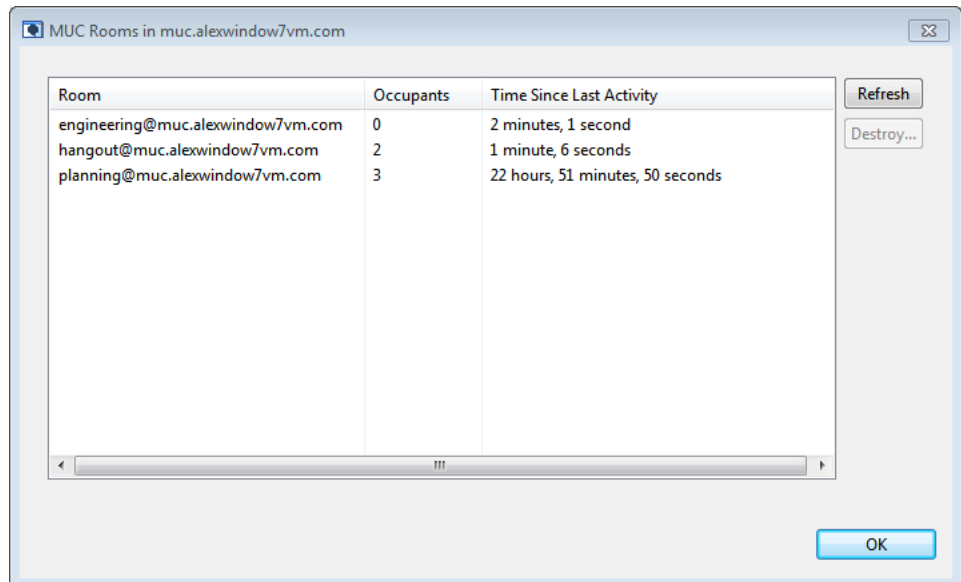 MUC Rooms in muc.alexwindow7vm.com
Room Occupants Time Since Last Activity
engineering@muc.alexwindow7vm.com 0 2 minutes, 1 second
hangout@muc.alexwindow7vm.com 2 1 minute, 6 seconds
planning@muc.alexwindow7vm.com 3 22 hours, 51 minutes, 50 seconds
Refresh
Destroy...
OK